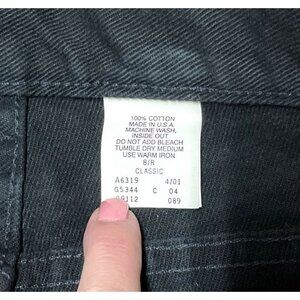 100% COTTON
MADE IN U.S.A.
MACHINE WASH,
INSIDE OUT
DO NOT ADD BLEACH
TUMBLE DRY MEDIUM
USE WARM IRON
B/R
CLASSIC
A6319 4/01
G5344 C 04
09112 089